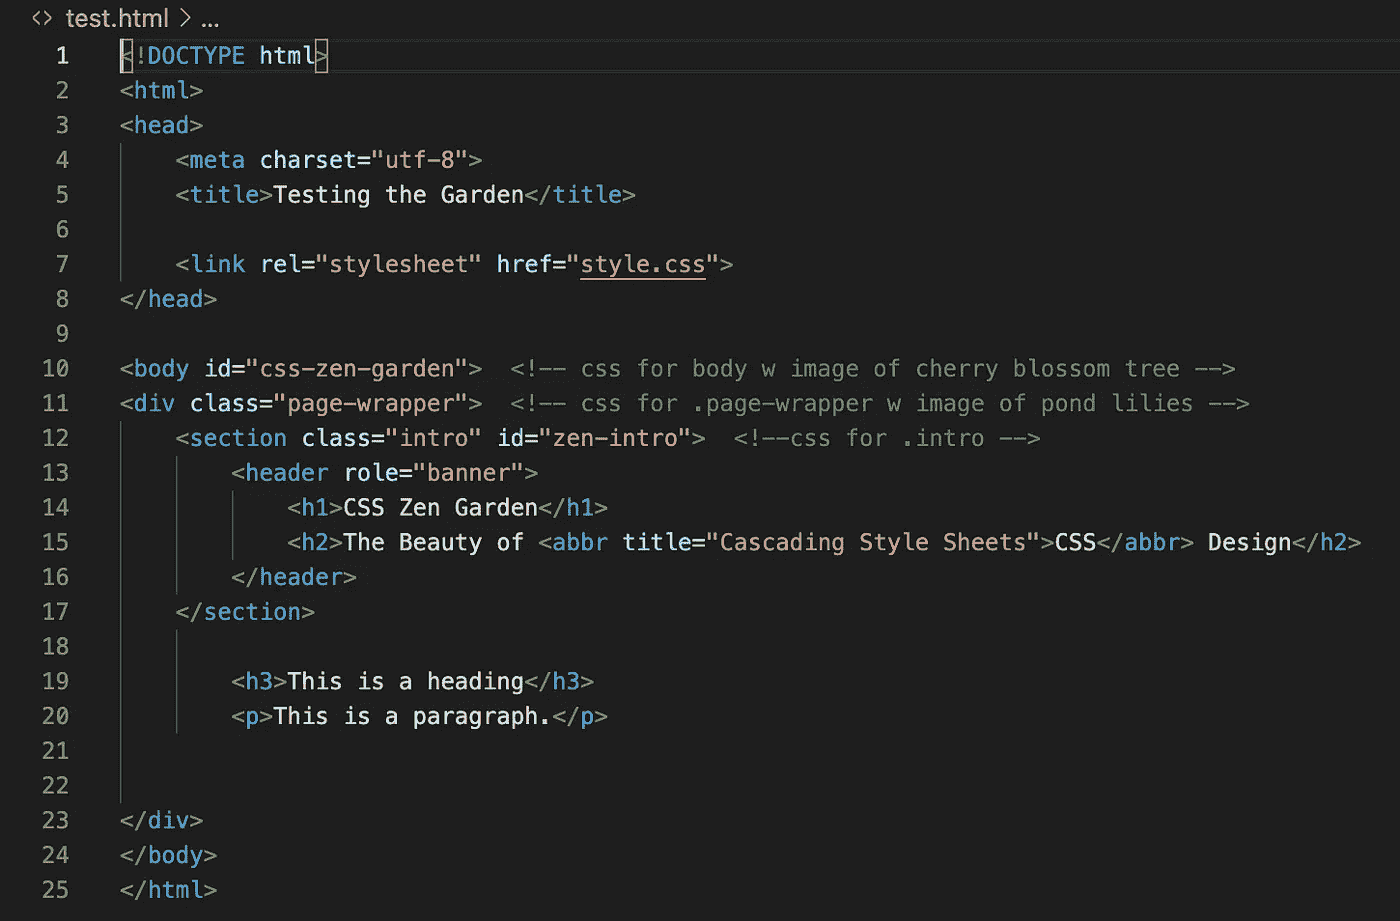 <> test.html > ...
1 <!DOCTYPE html>
2 <html>
3 <head>
4     <meta charset="utf-8">
5     <title>Testing the Garden</title>
6
7     <link rel="stylesheet" href="style.css">
8 </head>
9
10 <body id="css-zen-garden">  <!-- css for body w image of cherry blossom tree -->
11 <div class="page-wrapper">  <!-- css for .page-wrapper w image of pond lilies -->
12     <section class="intro" id="zen-intro">  <!--css for .intro -->
13         <header role="banner">
14             <h1>CSS Zen Garden</h1>
15             <h2>The Beauty of <abbr title="Cascading Style Sheets">CSS</abbr> Design</h2>
16         </header>
17     </section>
18
19         <h3>This is a heading</h3>
20         <p>This is a paragraph.</p>
21
22
23 </div>
24 </body>
25 </html>